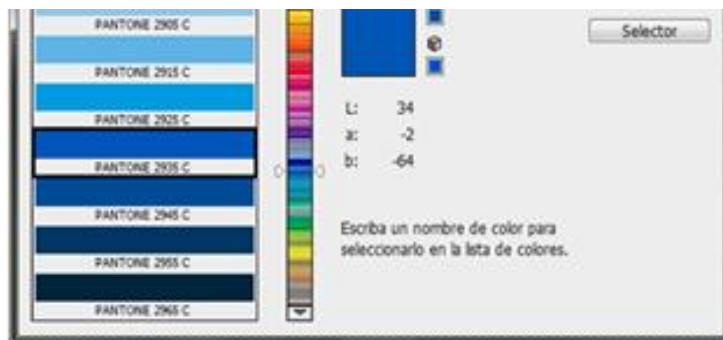 PANTONE 2905 C
PANTONE 2915 C
PANTONE 2925 C
PANTONE 2935 C
PANTONE 2945 C
PANTONE 2955 C
PANTONE 2965 C
Selector
L: 34
a: -2
b: -64
Escriba un nombre de color para
seleccionarlo en la lista de colores.